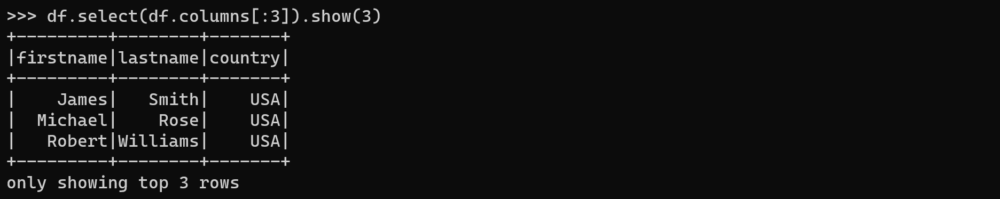 >>> df.select(df.columns[:3]).show(3)
+---------+--------+-------+
|firstname|lastname|country|
+---------+--------+-------+
|    James|   Smith|    USA|
|  Michael|    Rose|    USA|
|   Robert|Williams|    USA|
+---------+--------+-------+
only showing top 3 rows